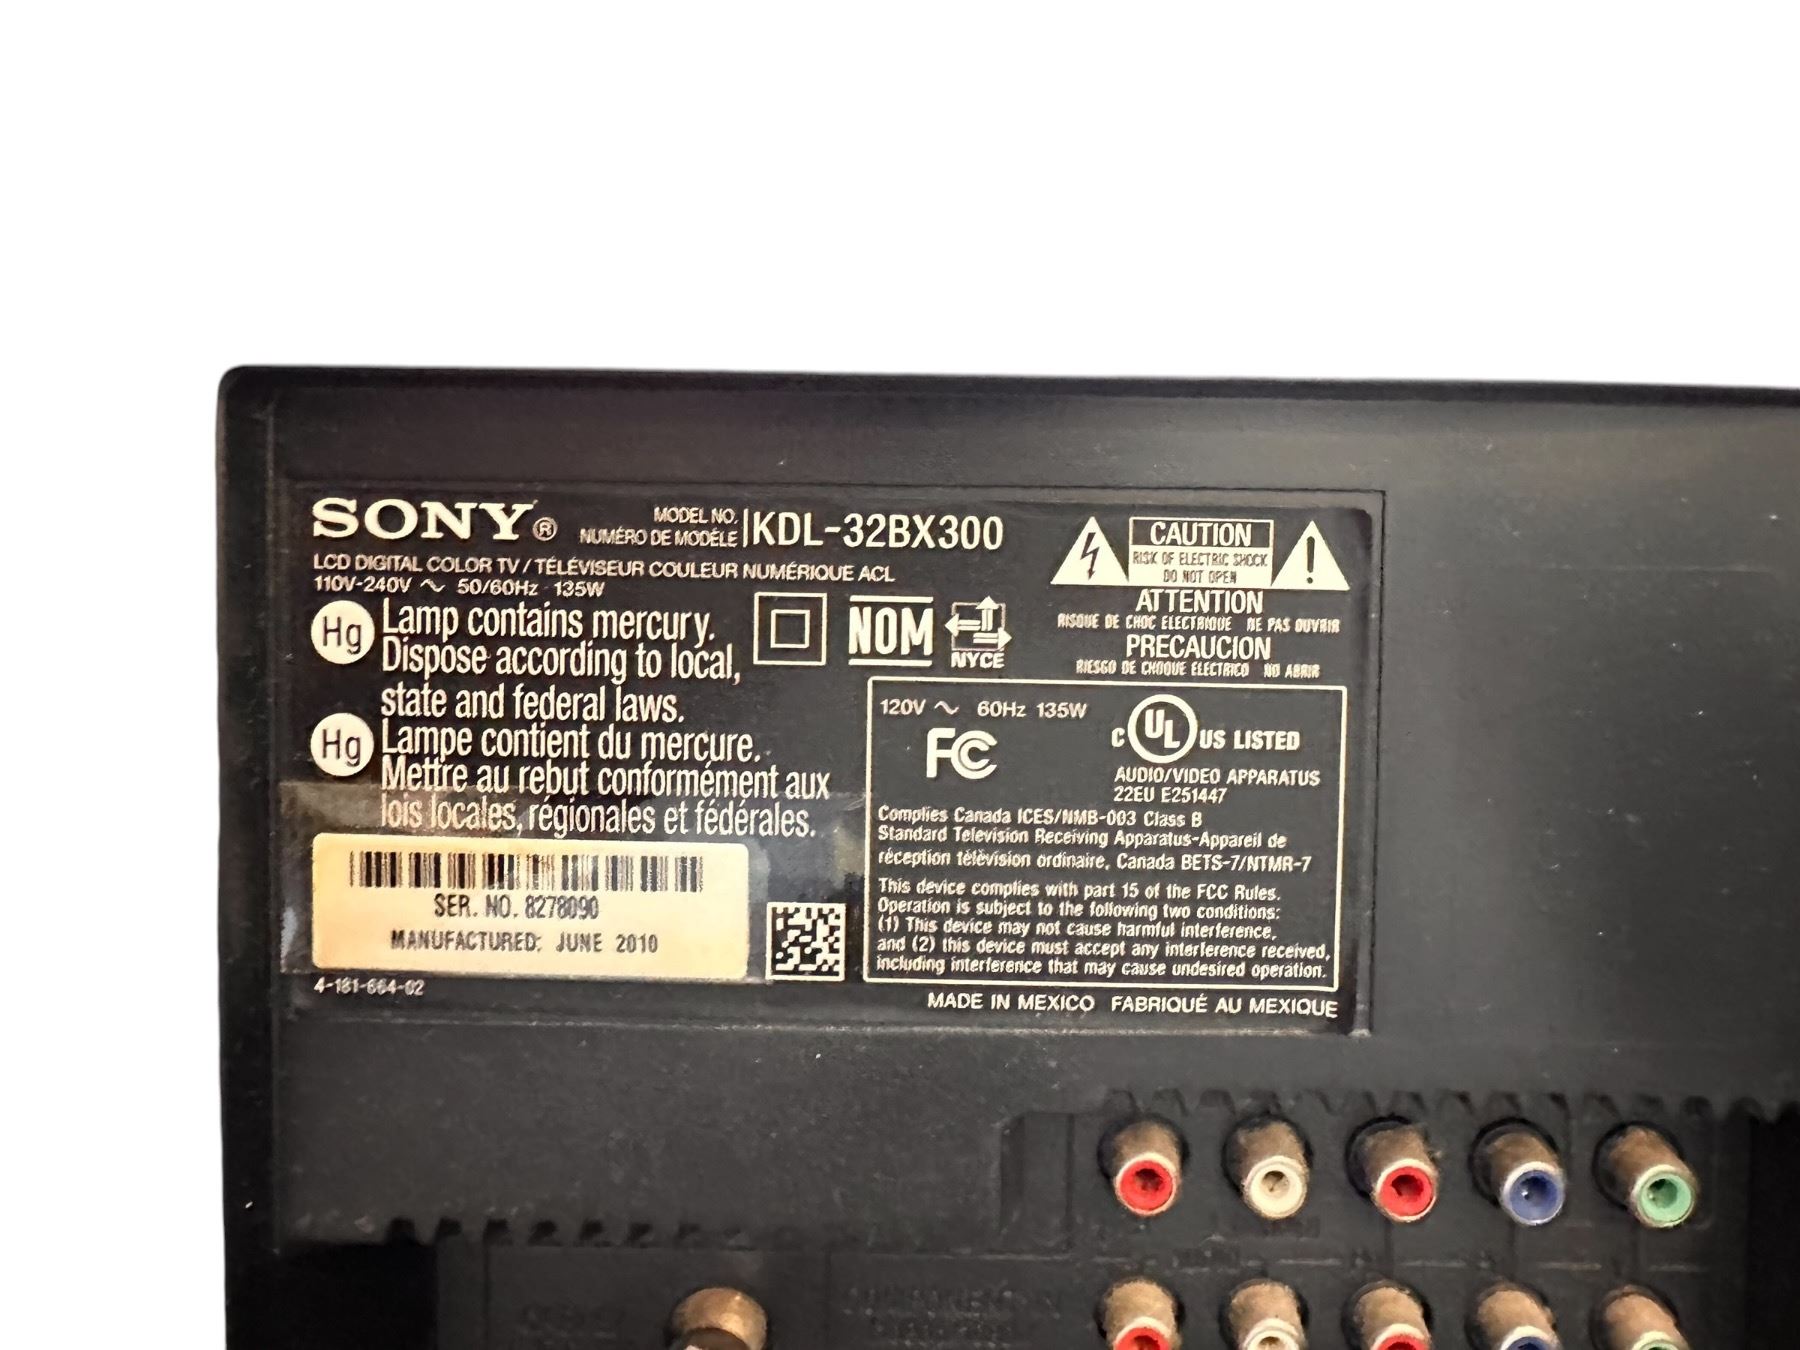 SONY®
MODEL NO.
NUMÉRO DE MODÈLE
KDL-32BX300
LCD DIGITAL COLOR TV / TÉLÉVISEUR COULEUR NUMÉRIQUE ACL
110V-240V ∼ 50/60Hz 135W
Hg Lamp contains mercury.
Dispose according to local,
state and federal laws.
Hg Lampe contient du mercure.
Mettre au rebut conformément aux
lois locales, régionales et fédérales.
SER. NO. 8278090
MANUFACTURED: JUNE 2010
4-181-664-02
NOM
NYCE
CAUTION
RISK OF ELECTRIC SHOCK
DO NOT OPEN
ATTENTION
RISQUE DE CHOC ELECTRIQUE NE PAS OUVRIR
PRECAUCION
RIESGO DE CHOQUE ELECTRICO NO ABRIR
120V ∼ 60Hz 135W
FC
C UL US LISTED
AUDIO/VIDEO APPARATUS
22EU E251447
Complies Canada ICES/NMB-003 Class B
Standard Television Receiving Apparatus-Appareil de
réception télévision ordinaire, Canada BETS-7/NTMR-7
This device complies with part 15 of the FCC Rules.
Operation is subject to the following two conditions:
(1) This device may not cause harmful interference,
and (2) this device must accept any interference received,
including interference that may cause undesired operation.
MADE IN MEXICO FABRIQUÉ AU MEXIQUE